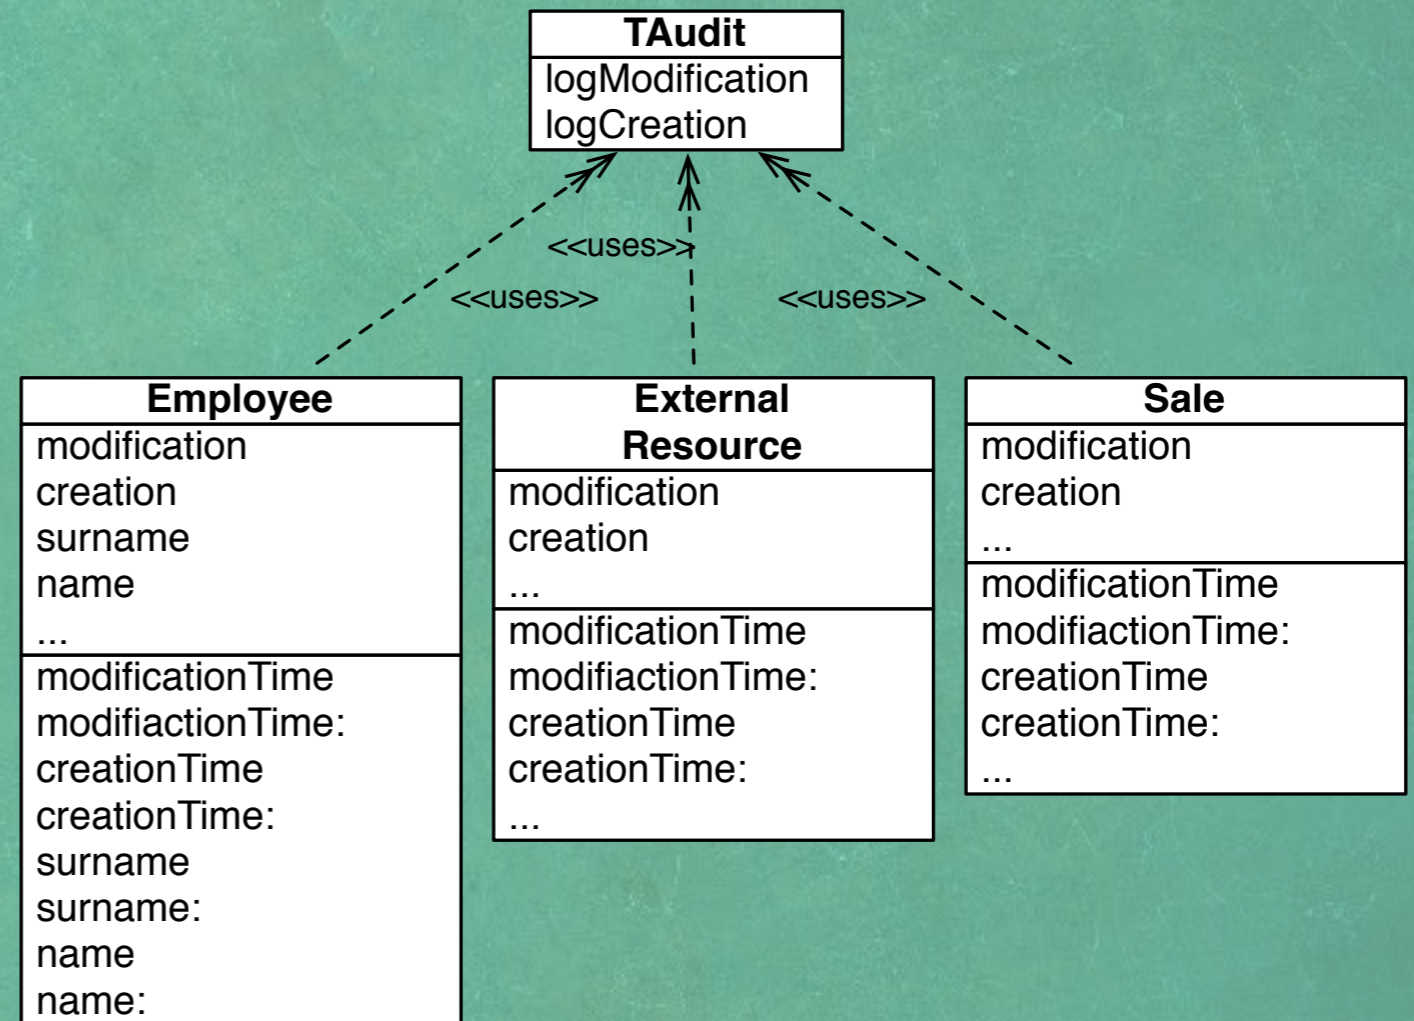 TAudit
logModification
logCreation
<<uses>>
<<uses>>
<<uses>>
Employee
modification
creation
surname
name
...
modificationTime
modifiactionTime:
creationTime
creationTime:
surname
surname:
name
name:
External
Resource
modification
creation
...
modificationTime
modifiactionTime:
creationTime
creationTime:
...
Sale
modification
creation
...
modificationTime
modifiactionTime:
creationTime
creationTime:
...